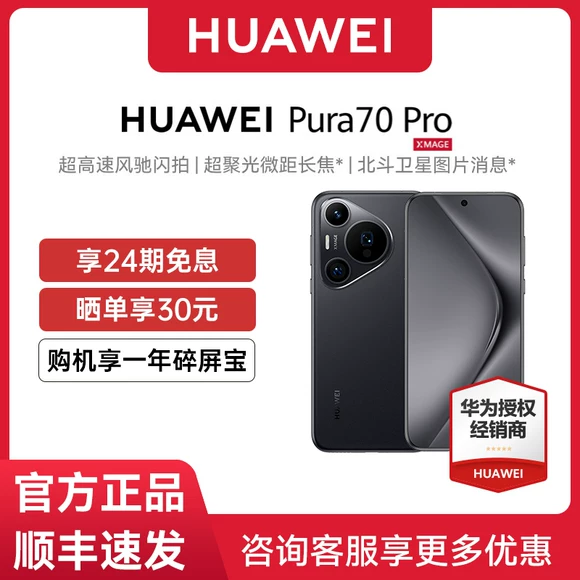 HUAWEI
HUAWEI Pura70 Pro
XMAGE
超高速风驰闪拍 | 超聚光微距长焦* | 北斗卫星图片消息*
享24期免息
晒单享30元
购机享一年碎屏宝
XMAGE
HUAWEI
华为授权
经销商
HUAWEI
官方正品
顺丰速发
咨询客服享更多优惠